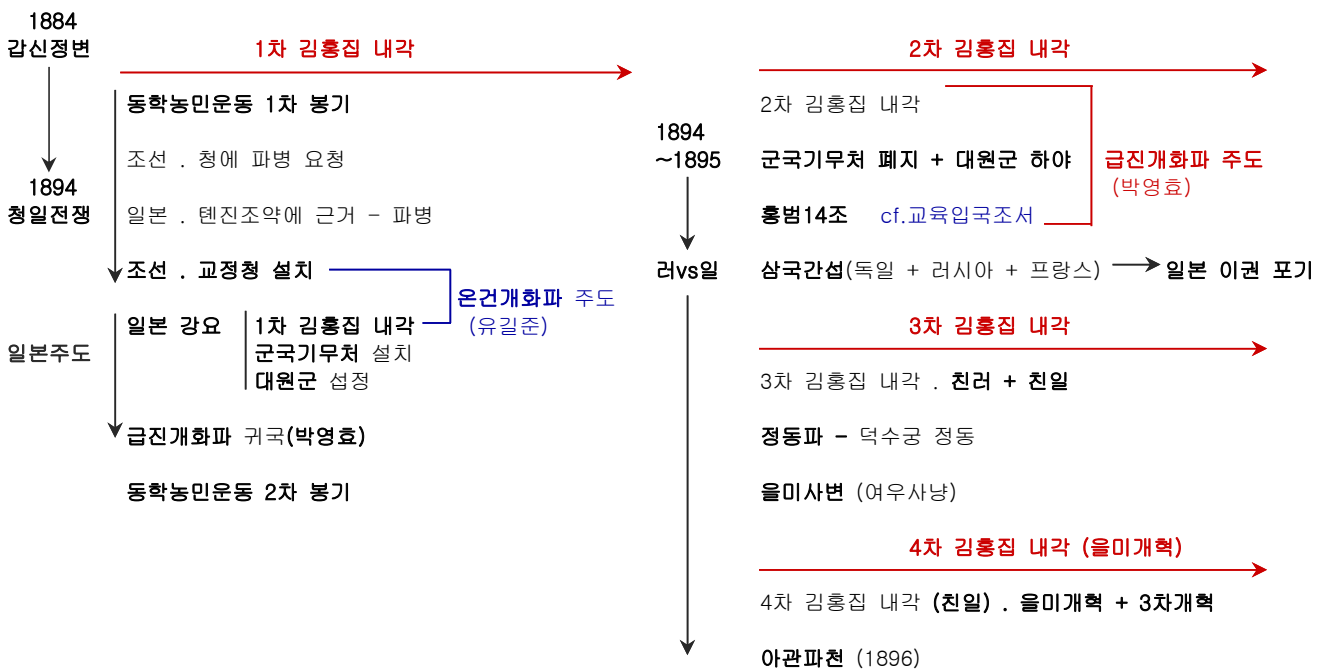 1884
갑신정변
1894
청일전쟁
일본주도
1차 김홍집 내각
동학농민운동 1차 봉기
조선 . 청에 파병 요청
일본 . 톈진조약에 근거 - 파병
조선 . 교정청 설치
온건개화파 주도
(유길준)
일본 강요
1차 김홍집 내각
군국기무처 설치
대원군 섭정
급진개화파 귀국(박영효)
동학농민운동 2차 봉기
1894
~1895
러vs일
2차 김홍집 내각
2차 김홍집 내각
군국기무처 폐지 + 대원군 하야
급진개화파 주도
(박영효)
홍범14조 cf.교육입국조서
삼국간섭(독일 + 러시아 + 프랑스) 일본 이권 포기
3차 김홍집 내각
3차 김홍집 내각 . 친러 + 친일
정동파 - 덕수궁 정동
을미사변 (여우사냥)
4차 김홍집 내각 (을미개혁)
4차 김홍집 내각 (친일) . 을미개혁 + 3차개혁
아관파천 (1896)